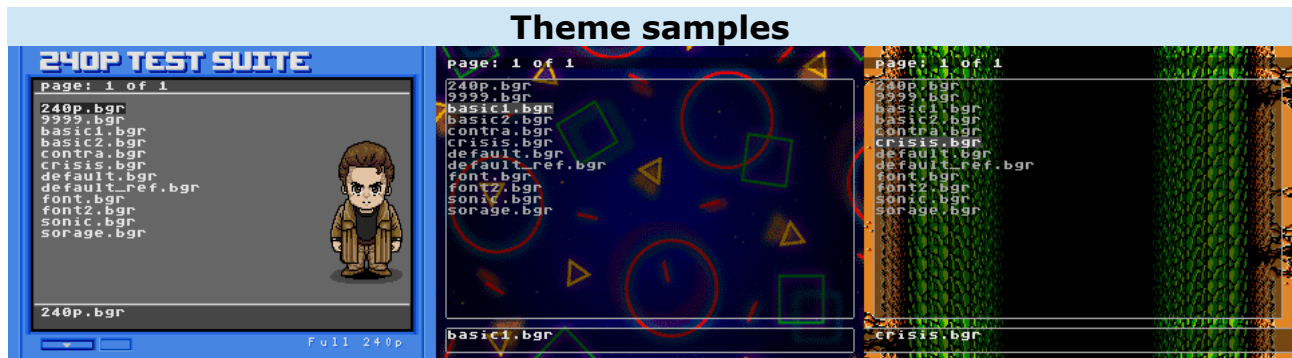 Theme samples
240P TEST SUITE
page: 1 of 1
240p.bgr
9999.bgr
basic1.bgr
basic2.bgr
contra.bgr
crisis.bgr
default.bgr
default_ref.bgr
font.bgr
font2.bgr
sonic.bgr
sorage.bgr
240p.bgr
Full 240p
page: 1 of 1
240p.bgr
9999.bgr
basic1.bgr
basic2.bgr
contra.bgr
crisis.bgr
default.bgr
default_ref.bgr
font.bgr
font2.bgr
sonic.bgr
sorage.bgr
basic1.bgr
page: 1 of 1
240p.bgr
9999.bgr
basic1.bgr
basic2.bgr
contra.bgr
crisis.bgr
default.bgr
default_ref.bgr
font.bgr
font2.bgr
sonic.bgr
sorage.bgr
crisis.bgr